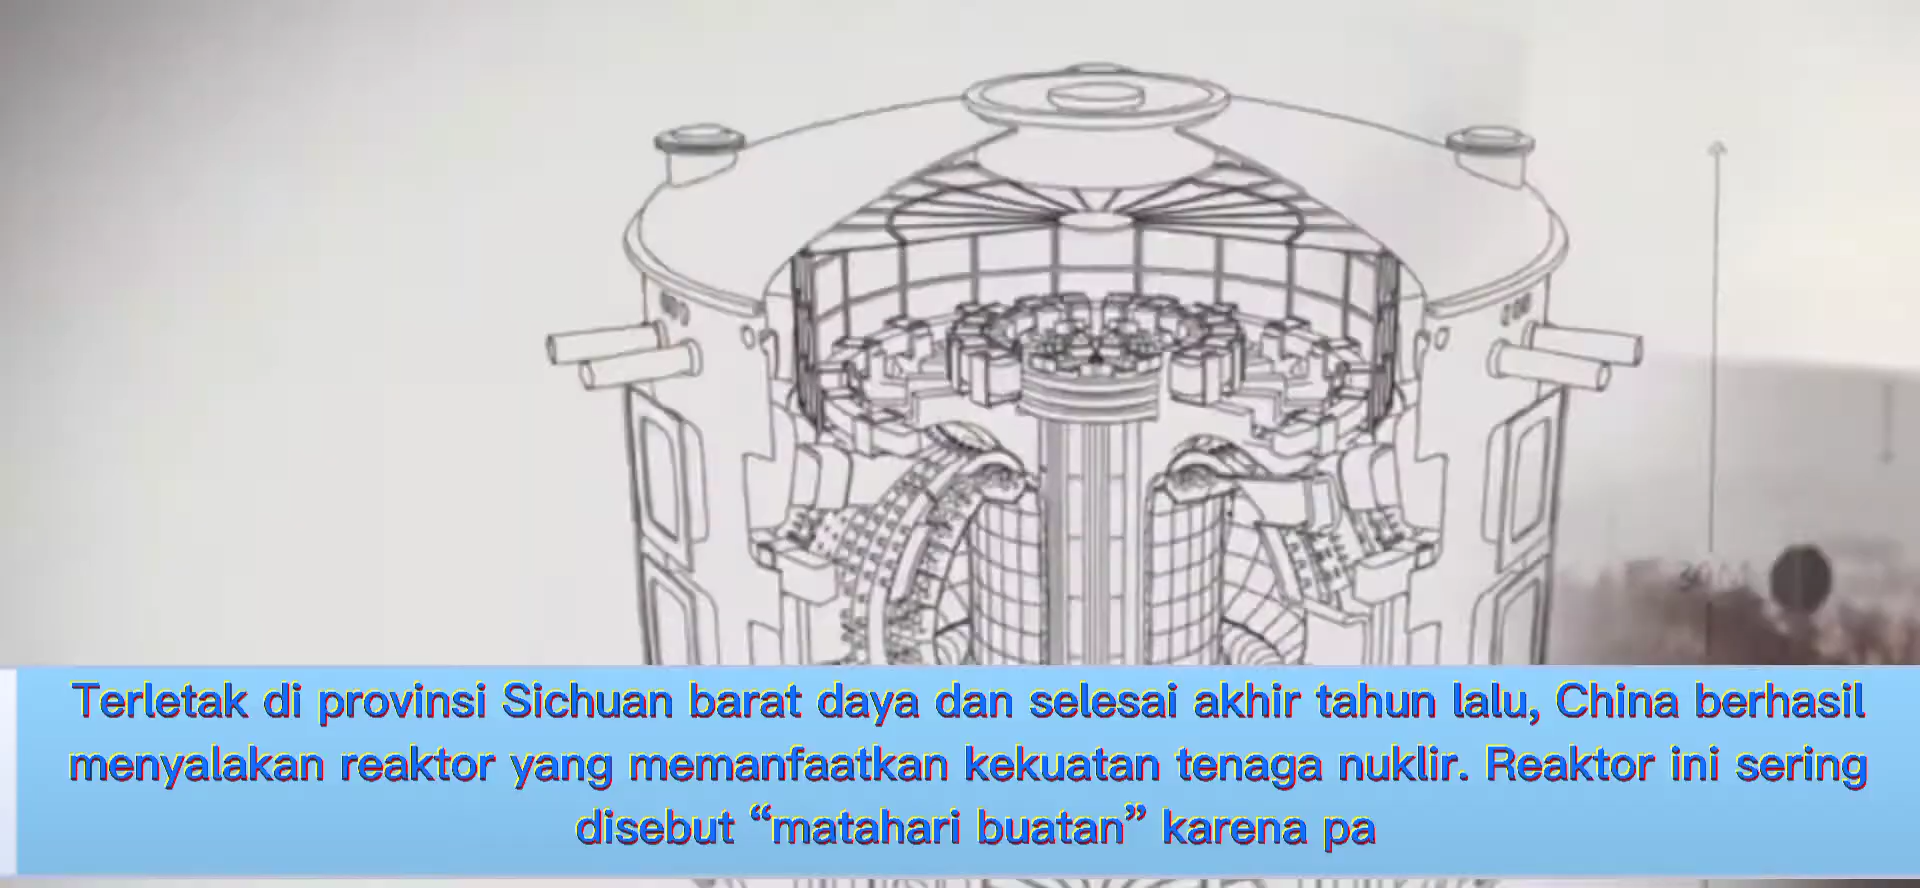 Terletak di provinsi Sichuan barat daya dan selesai akhir tahun lalu, China berhasil
menyalakan reaktor yang memanfaatkan kekuatan tenaga nuklir. Reaktor ini sering
disebut “matahari buatan” karena pa